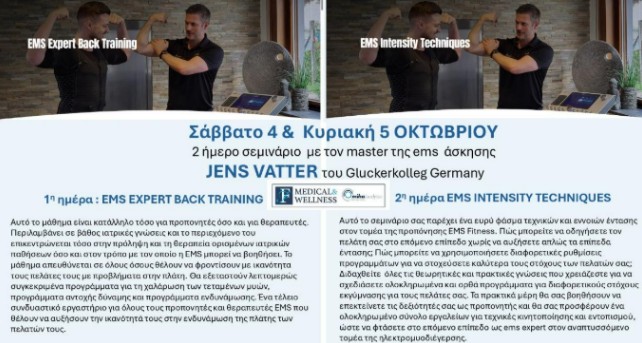 EMS Expert Back Training
EMS Intensity Techniques
Σάββατο 4 & Κυριακή 5 ΟΚΤΩΒΡΙΟΥ
2 ήμερο σεμινάριο με τον master της ems άσκησης
JENS VATTER του Gluckerkolleg Germany
1η ημέρα : EMS EXPERT BACK TRAINING
MEDICAL&
WELLNESS
miha
2η ημέρα EMS INTENSITY TECHNIQUES
Αυτό το μάθημα είναι κατάλληλο τόσο για προπονητές όσο και για θεραπευτές.
Περιλαμβάνει σε βάθος ιατρικές γνώσεις και το περιεχόμενο του
επικεντρώνεται τόσο στην πρόληψη και τη θεραπεία ορισμένων ιατρικών
παθήσεων όσο και στον τρόπο με τον οποίο η EMS μπορεί να βοηθήσει. Το
μάθημα απευθύνεται σε όλους όσους θέλουν να φροντίσουν με ικανότητα
τους πελάτες τους με προβλήματα στην πλάτη. Θα εξεταστούν λεπτομερώς
συγκεκριμένα προγράμματα για τη χαλάρωση των τεταμένων μυών,
προγράμματα αντοχής δύναμης και προγράμματα ενδυνάμωσης. Ένα τέλειο
συνδυαστικό εργαστήριο για όλους τους προπονητές και θεραπευτές EMS που
θέλουν να αυξήσουν την ικανότητά τους στην ενδυνάμωση της πλάτης των
πελατών τους.
Αυτό το σεμινάριο σας παρέχει ένα ευρύ φάσμα τεχνικών και εννοιών έντασης
στον τομέα της προπόνησης EMS Fitness. Πώς μπορείτε να οδηγήσετε τον
πελάτη σας στο επόμενο επίπεδο χωρίς να αυξήσετε απλώς τα επίπεδα
έντασης; Πώς μπορείτε να χρησιμοποιήσετε διαφορετικές ρυθμίσεις
προγραμμάτων για να στοχεύσετε καλύτερα τους στόχους των πελατών σας;
Διδαχθείτε όλες τις θεωρητικές και πρακτικές γνώσεις που χρειάζεστε για να
σχεδιάσετε ολοκληρωμένα και ορθά προγράμματα για διαφορετικούς στόχους
εκγύμνασης για τους πελάτες σας. Τα πρακτικά μέρη θα σας βοηθήσουν να
επεκτείνετε τις δεξιότητές σας ως προπονητή και θα σας προσφέρουν ένα
ολοκληρωμένο σύνολο εργαλείων για τεχνικές κινητοποίησης και εντοπισμού,
ώστε να φτάσετε στο επόμενο επίπεδο ως ems expert στον αναπτυσσόμενο
τομέα της ηλεκτρομυοδιέγερσης.